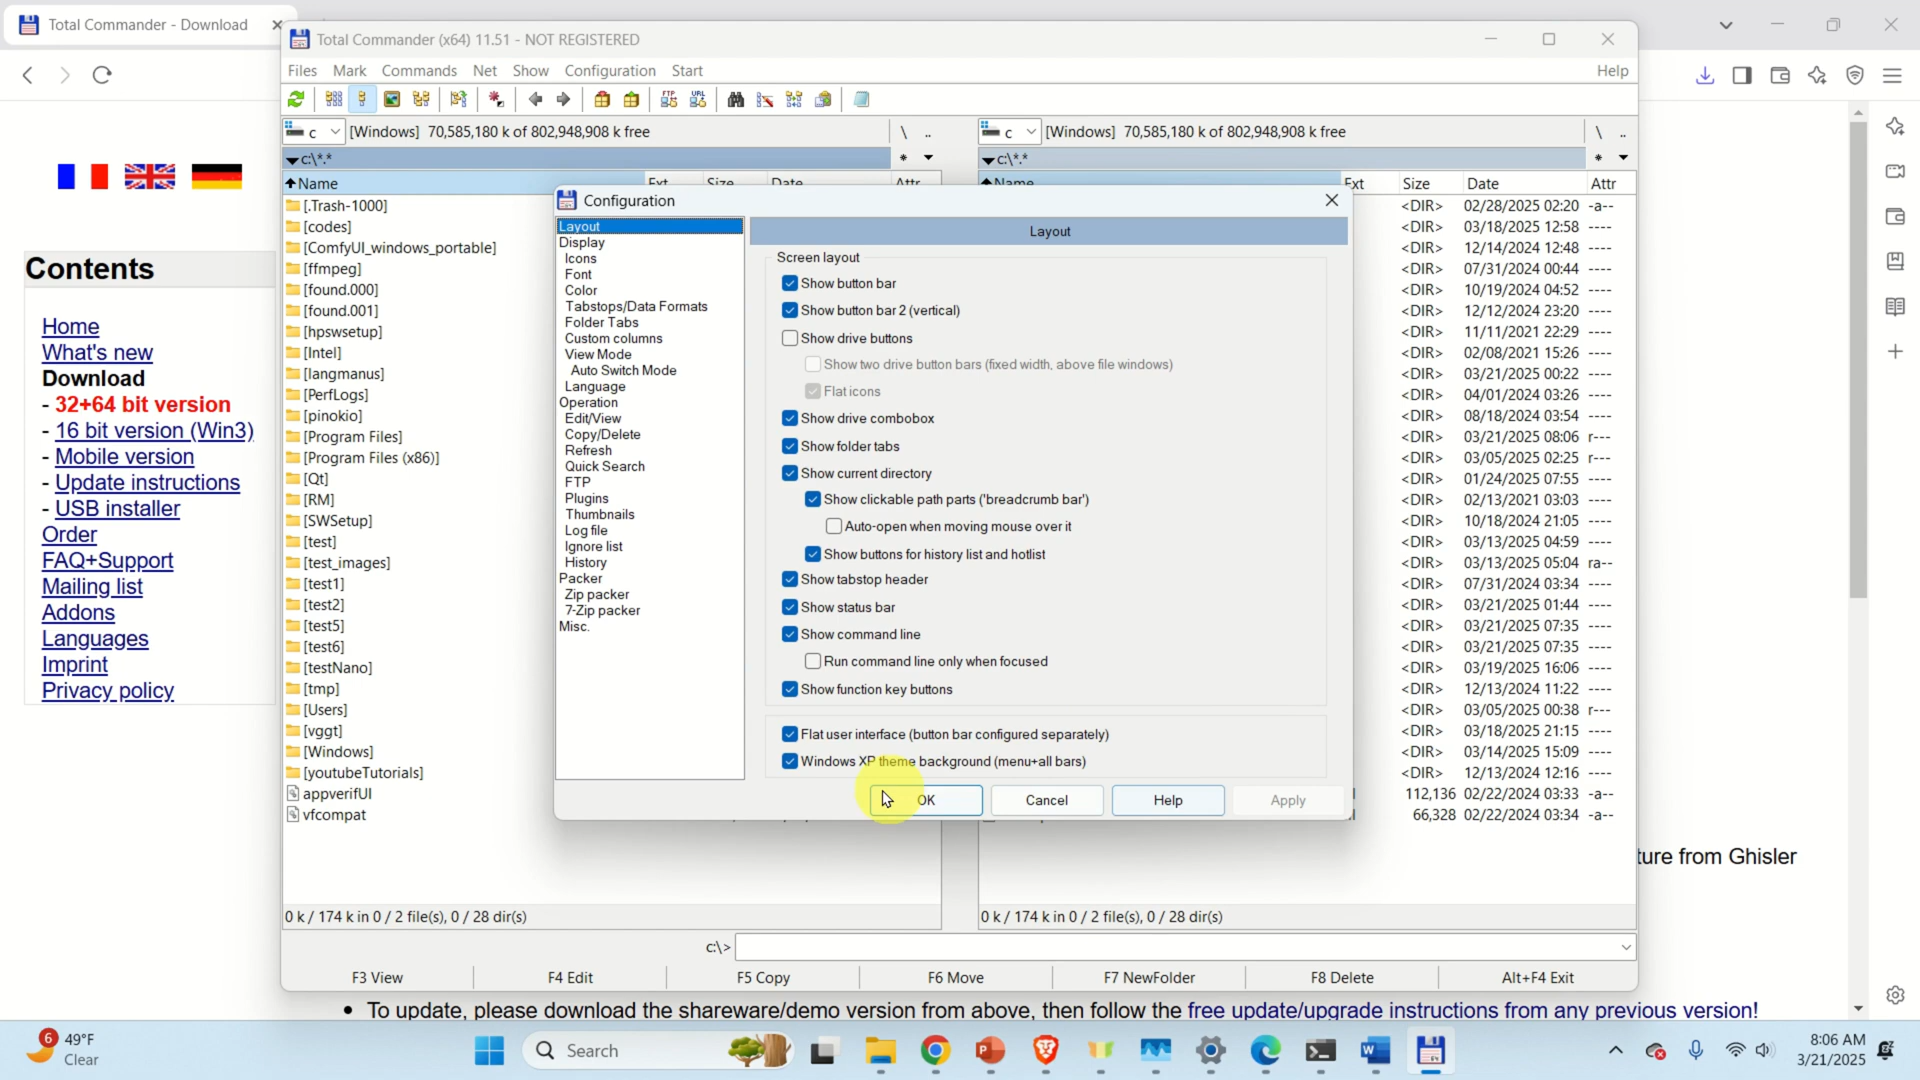 Total Commander - Download
Total Commander (x64) 11.51 - NOT REGISTERED
Files Mark Commands Net Show Configuration Start Help
c [Windows] 70,585,180 k of 802,948,908 k free \ ..
c [Windows] 70,585,180 k of 802,948,908 k free \ ..
c:\*.* *
c:\*.* *
Name Ext Size Date Attr
Name Ext Size Date Attr
[.Trash-1000]
[codes]
[ComfyUI_windows_portable]
[ffmpeg]
[found.000]
[found.001]
[hpswsetup]
[Intel]
[langmanus]
[PerfLogs]
[pinokio]
[Program Files]
[Program Files (x86)]
[Qt]
[RM]
[SWSetup]
[test]
[test_images]
[test1]
[test2]
[test5]
[test6]
[testNano]
[tmp]
[Users]
[vggt]
[Windows]
[youtubeTutorials]
appverifUI
vfcompat
<DIR> 02/28/2025 02:20 -a--
<DIR> 03/18/2025 12:58 ----
<DIR> 12/14/2024 12:48 ----
<DIR> 07/31/2024 00:44 ----
<DIR> 10/19/2024 04:52 ----
<DIR> 12/12/2024 23:20 ----
<DIR> 11/11/2021 22:29 ----
<DIR> 02/08/2021 15:26 ----
<DIR> 03/21/2025 00:22 ----
<DIR> 04/01/2024 03:26 ----
<DIR> 08/18/2024 03:54 ----
<DIR> 03/21/2025 08:06 r---
<DIR> 03/05/2025 02:25 r---
<DIR> 01/24/2025 07:55 ----
<DIR> 02/13/2021 03:03 ----
<DIR> 10/18/2024 21:05 ----
<DIR> 03/13/2025 04:59 ----
<DIR> 03/13/2025 05:04 ra--
<DIR> 07/31/2024 03:34 ----
<DIR> 03/21/2025 01:44 ----
<DIR> 03/21/2025 07:35 ----
<DIR> 03/21/2025 07:35 ----
<DIR> 03/19/2025 16:06 ----
<DIR> 12/13/2024 11:22 ----
<DIR> 03/05/2025 00:38 r---
<DIR> 03/18/2025 21:15 ----
<DIR> 03/14/2025 15:09 ----
<DIR> 12/13/2024 12:16 ----
112,136 02/22/2024 03:33 -a--
66,328 02/22/2024 03:34 -a--
Configuration
Layout
Display
Icons
Font
Color
Tabstops/Data Formats
Folder Tabs
Custom columns
View Mode
Auto Switch Mode
Language
Operation
Edit/View
Copy/Delete
Refresh
Quick Search
FTP
Plugins
Thumbnails
Log file
Ignore list
History
Packer
Zip packer
7-Zip packer
Misc.
Layout
Screen layout
Show button bar
Show button bar 2 (vertical)
Show drive buttons
Show two drive button bars (fixed width, above file windows)
Flat icons
Show drive combobox
Show folder tabs
Show current directory
Show clickable path parts ('breadcrumb bar')
Auto-open when moving mouse over it
Show buttons for history list and hotlist
Show tabstop header
Show status bar
Show command line
Run command line only when focused
Show function key buttons
Flat user interface (button bar configured separately)
Windows XP theme background (menu+all bars)
OK Cancel Help Apply
0 k / 174 k in 0 / 2 file(s), 0 / 28 dir(s)
0 k / 174 k in 0 / 2 file(s), 0 / 28 dir(s)
c:\>
F3 View F4 Edit F5 Copy F6 Move F7 NewFolder F8 Delete Alt+F4 Exit
Contents
Home
What's new
Download
- 32+64 bit version
- 16 bit version (Win3)
- Mobile version
- Update instructions
- USB installer
Order
FAQ+Support
Mailing list
Addons
Languages
Imprint
Privacy policy
ture from Ghisler
• To update, please download the shareware/demo version from above, then follow the free update/upgrade instructions from any previous version!
6
49°F
Clear
Search
FTP
URL
8:06 AM
3/21/2025